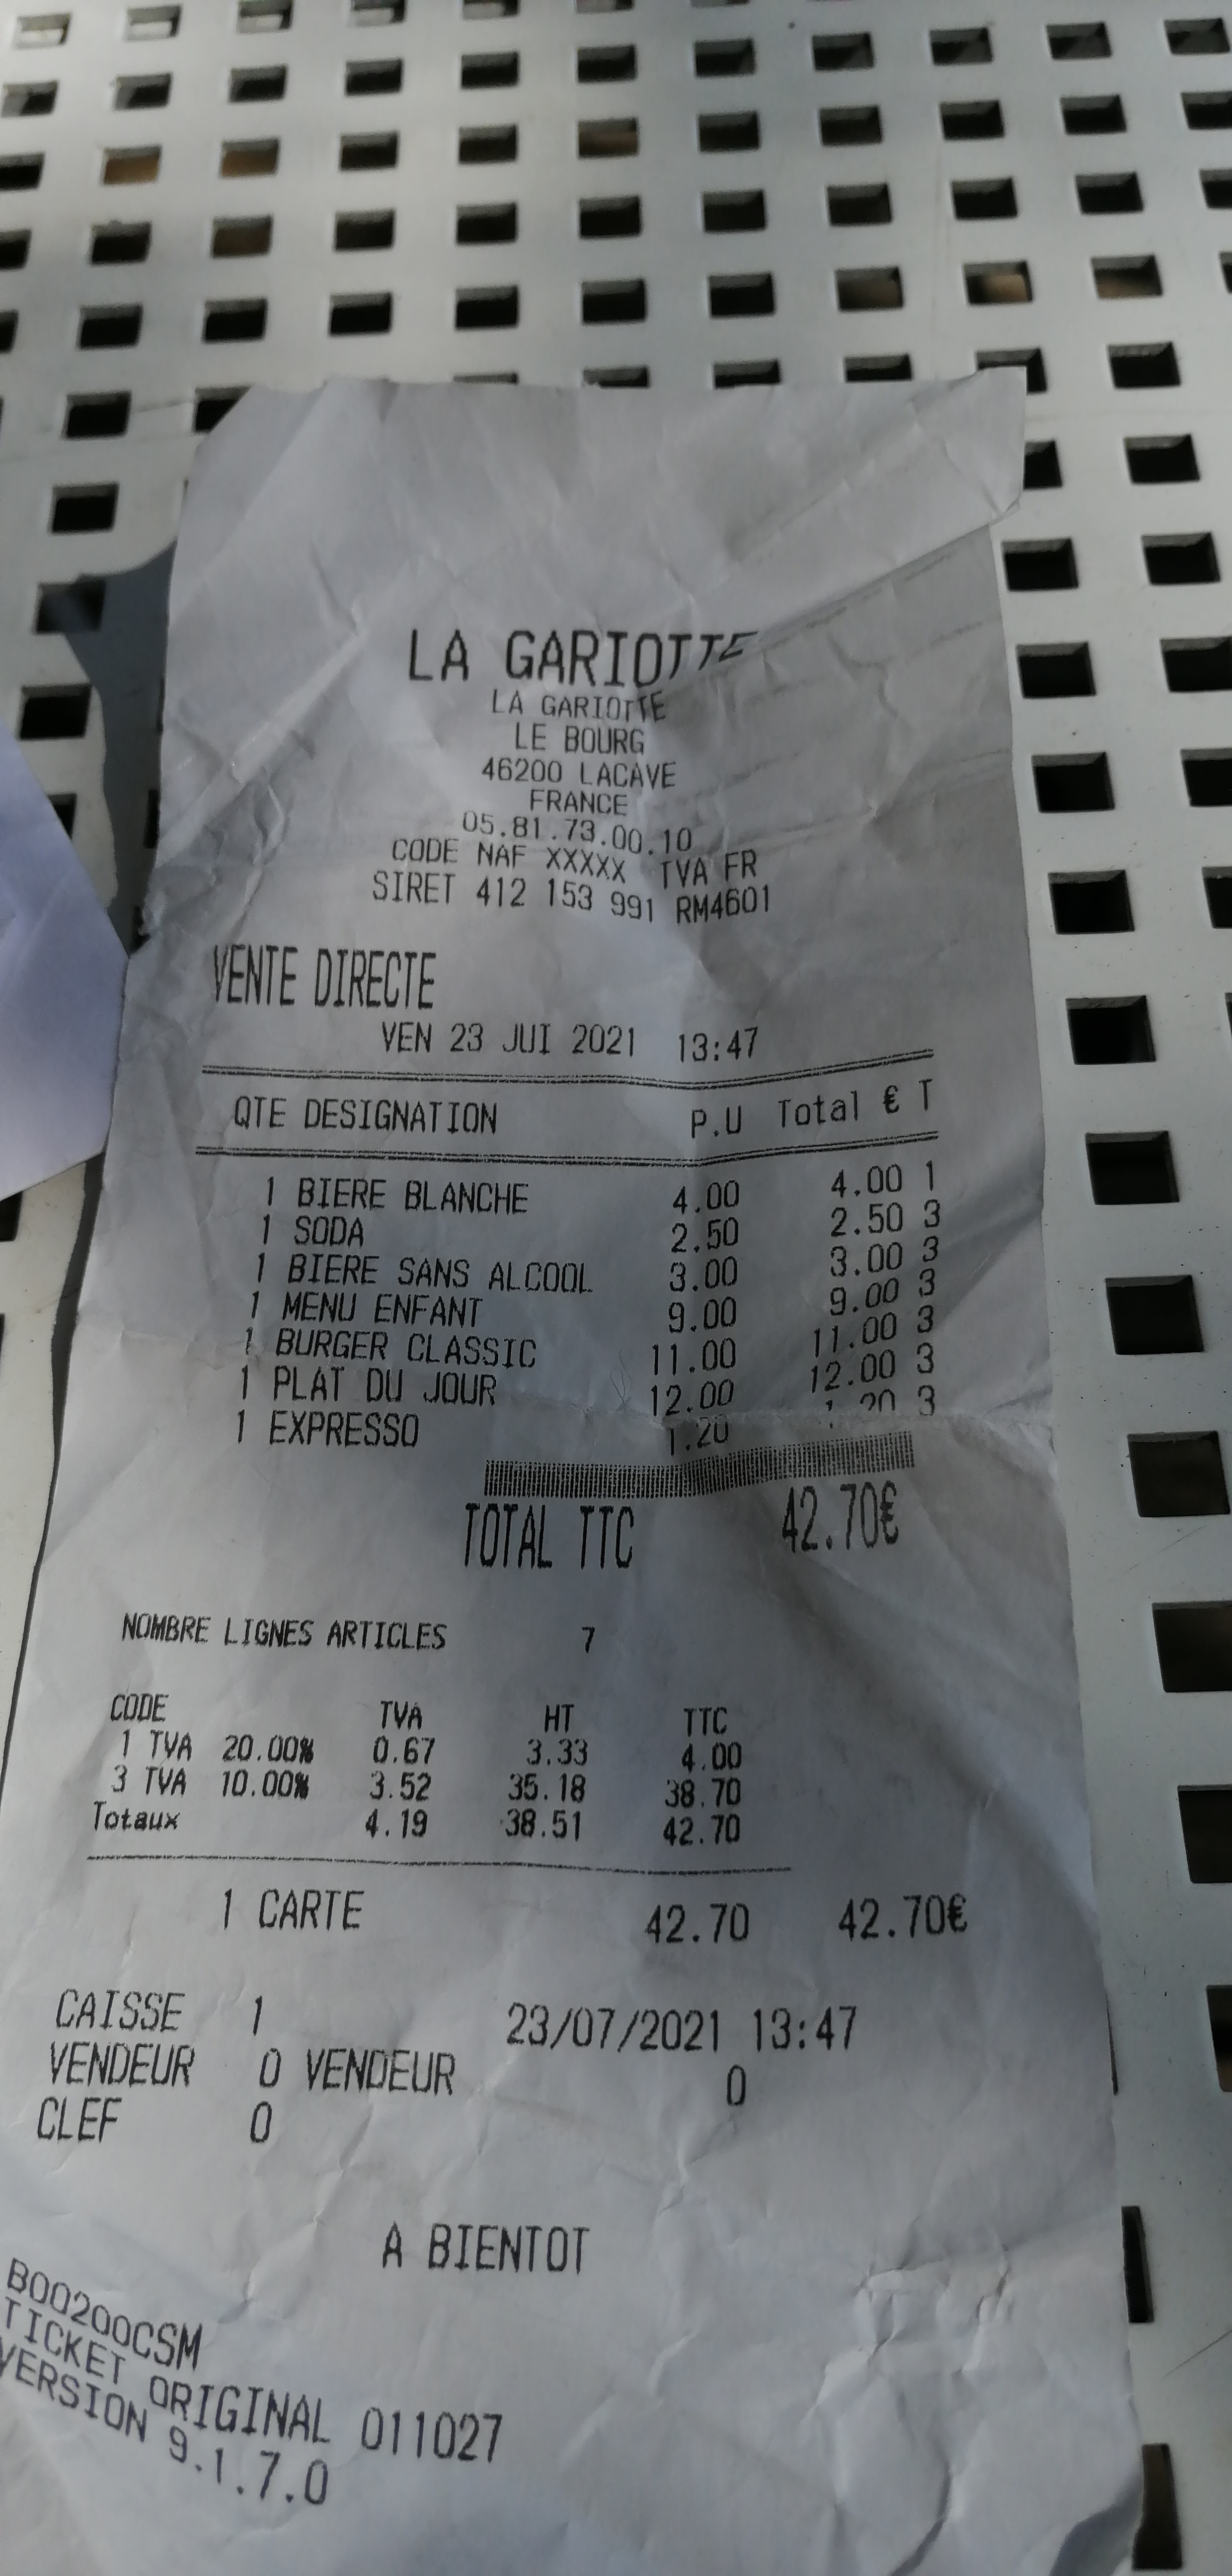 LA GARIOTTE
LA GARIOTTE
LE BOURG
46200 LACAVE
FRANCE
05.81.73.00.10
CODE NAF XXXXX TVA FR
SIRET 412 153 991 RM4601
VENTE DIRECTE
VEN 23 JUI 2021 13:47
QTE DESIGNATION P.U Total € T
1 BIERE BLANCHE 4.00 4.00 1
1 SODA 2.50 2.50 3
1 BIERE SANS ALCOOL 3.00 3.00 3
1 MENU ENFANT 9.00 9.00 3
1 BURGER CLASSIC 11.00 11.00 3
1 PLAT DU JOUR 12.00 12.00 3
1 EXPRESSO 1.20 1.20 3
TOTAL TTC 42.70€
NOMBRE LIGNES ARTICLES 7
CODE TVA HT TTC
1 TVA 20.00% 0.67 3.33 4.00
3 TVA 10.00% 3.52 35.18 38.70
Totaux 4.19 38.51 42.70
1 CARTE 42.70 42.70€
CAISSE 1 23/07/2021 13:47
VENDEUR 0 VENDEUR 0
CLEF 0
A BIENTOT
B00200CSM
TICKET ORIGINAL 011027
VERSION 9.1.7.0